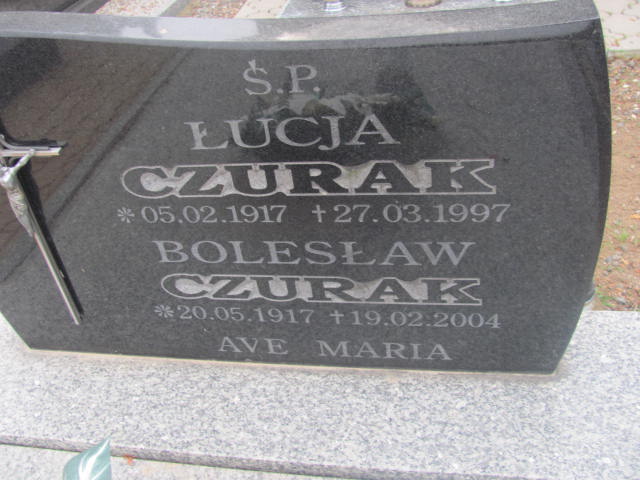 Ś.P.
ŁUCJA
CZURAK
*05.02.1917 †27.03.1997
BOLESŁAW
CZURAK
*20.05.1917 †19.02.2004
AVE MARIA